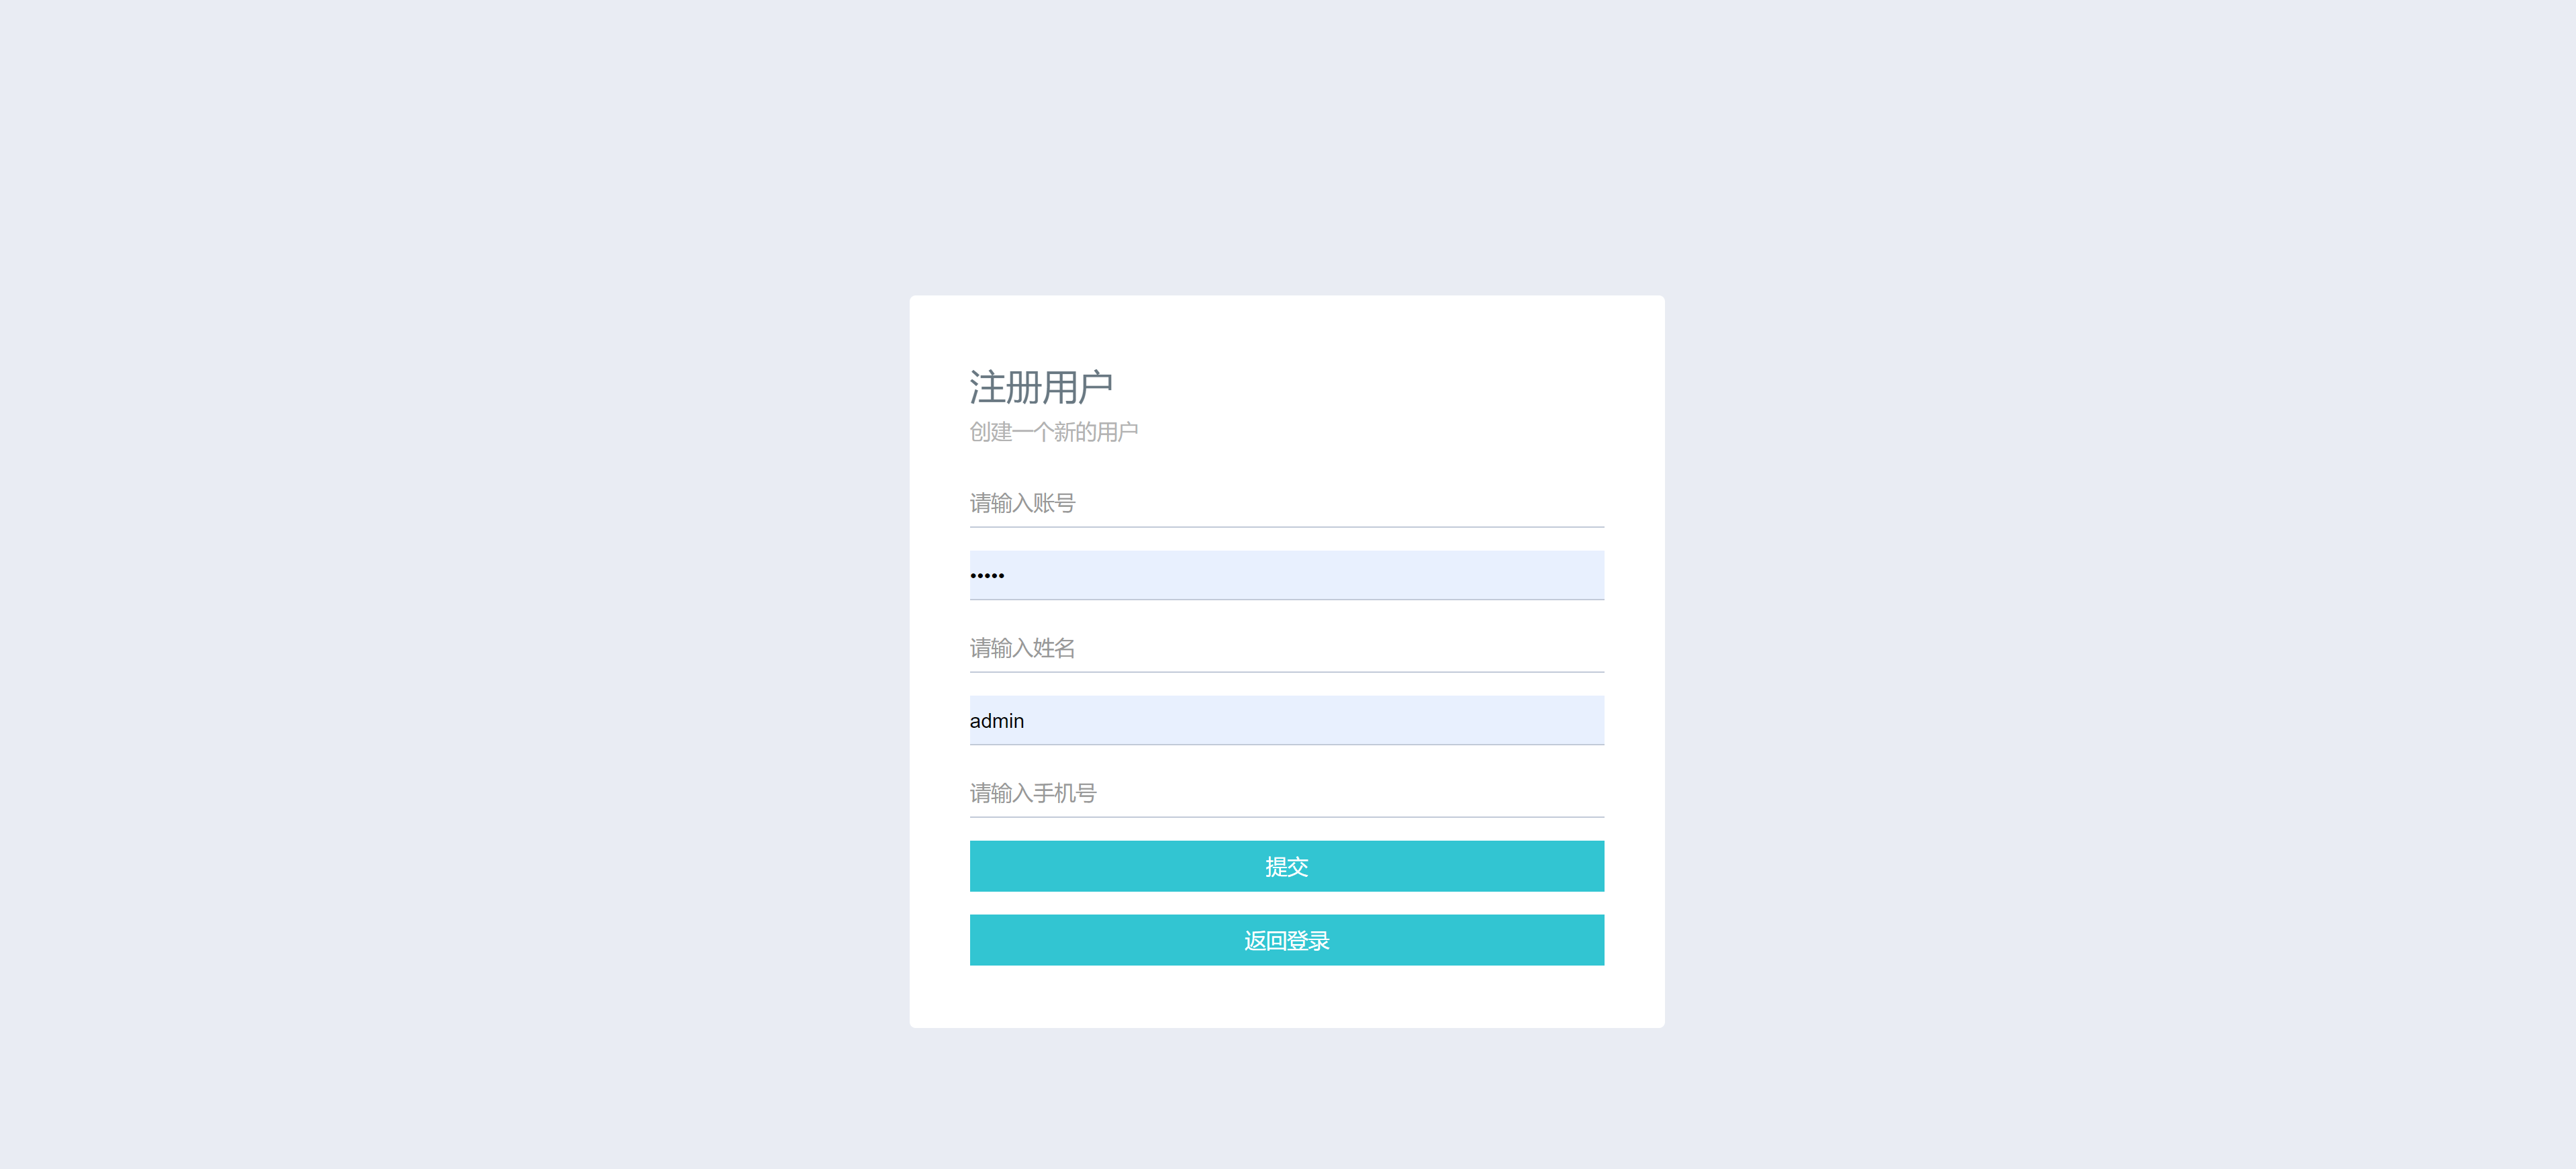 注册用户
创建一个新的用户
请输入账号
•••••
请输入姓名
admin
请输入手机号
提交
返回登录